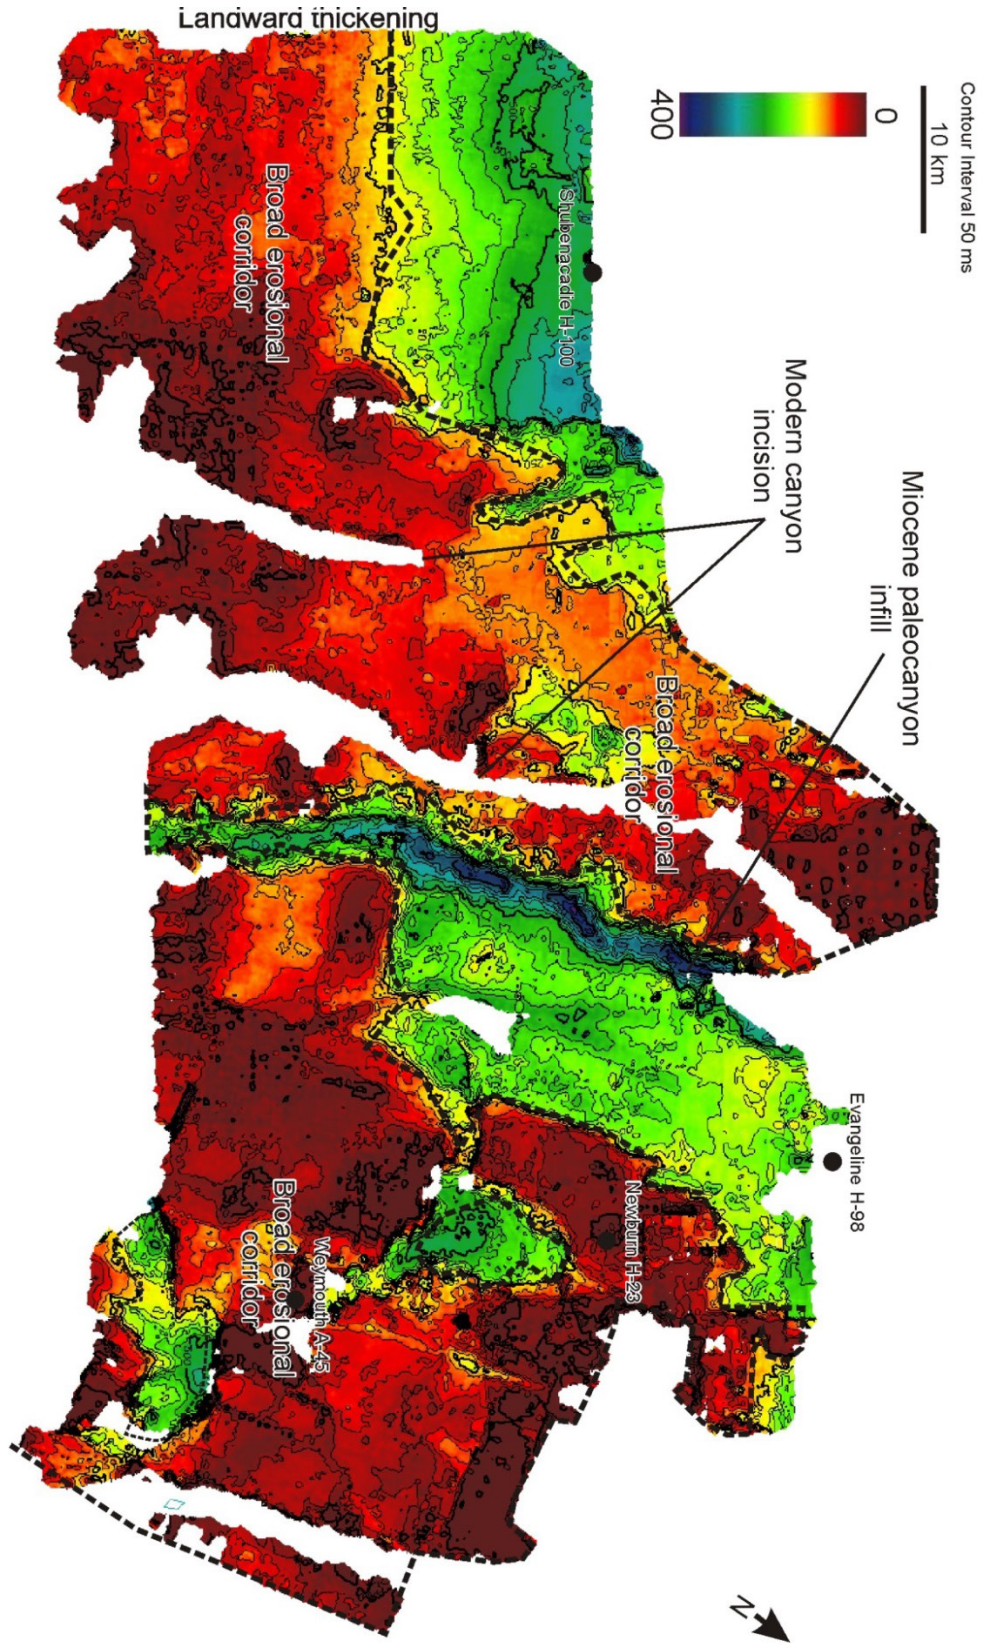 Landward thickening
Contour Interval 50 ms
10 km
0
400
Shubenacadie H-100
Broad erosional
corridor
Modern canyon
incision
Miocene paleocanyon
infill
Broad erosional
corridor
Evangeline H-98
Newburn H-23
Weymouth A-45
Broad erosional
corridor
N